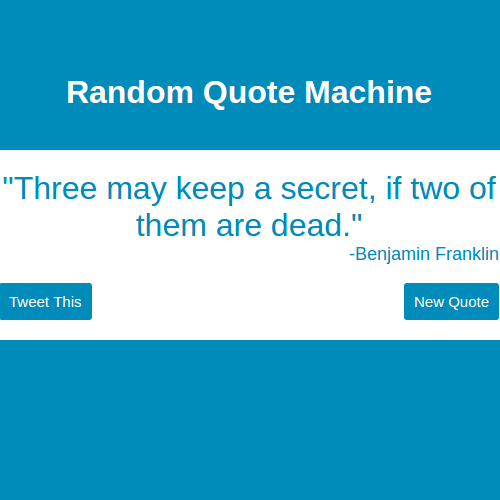 Random Quote Machine
"Three may keep a secret, if two of
them are dead."
-Benjamin Franklin
Tweet This
New Quote